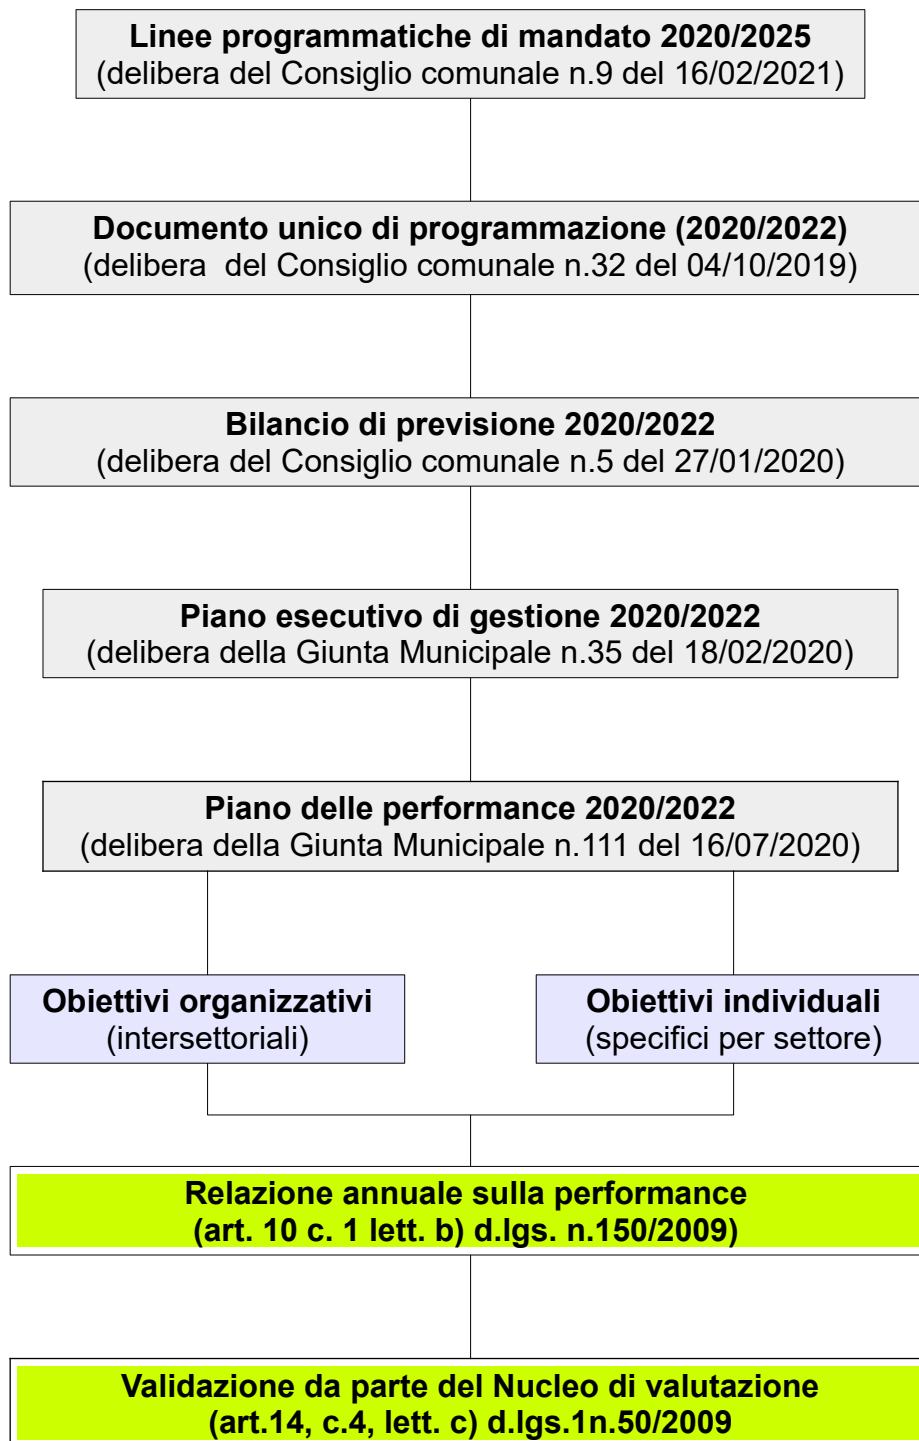 Linee programmatiche di mandato 2020/2025
(delibera del Consiglio comunale n.9 del 16/02/2021)
Documento unico di programmazione (2020/2022)
(delibera  del Consiglio comunale n.32 del 04/10/2019)
Bilancio di previsione 2020/2022
(delibera del Consiglio comunale n.5 del 27/01/2020)
Piano esecutivo di gestione 2020/2022
(delibera della Giunta Municipale n.35 del 18/02/2020)
Piano delle performance 2020/2022
(delibera della Giunta Municipale n.111 del 16/07/2020)
Obiettivi organizzativi
(intersettoriali)
Obiettivi individuali
(specifici per settore)
Relazione annuale sulla performance
(art. 10 c. 1 lett. b) d.lgs. n.150/2009)
Validazione da parte del Nucleo di valutazione
(art.14, c.4, lett. c) d.lgs.1n.50/2009